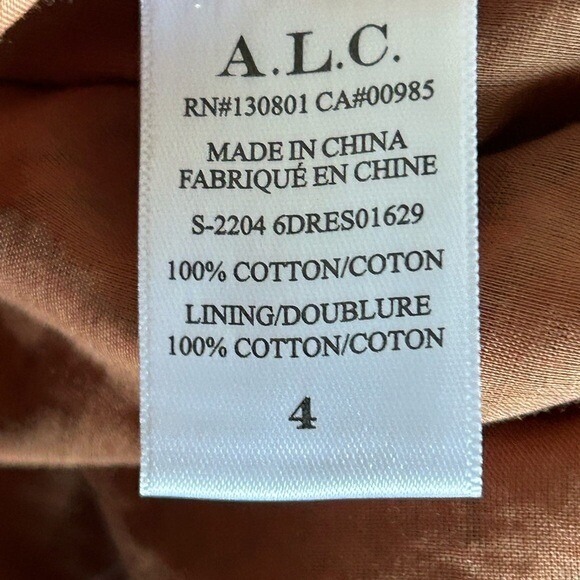 A.L.C.
RN#130801 CA#00985
MADE IN CHINA
FABRIQUÉ EN CHINE
S-2204 6DRES01629
100% COTTON/COTON
LINING/DOUBLURE
100% COTTON/COTON
4